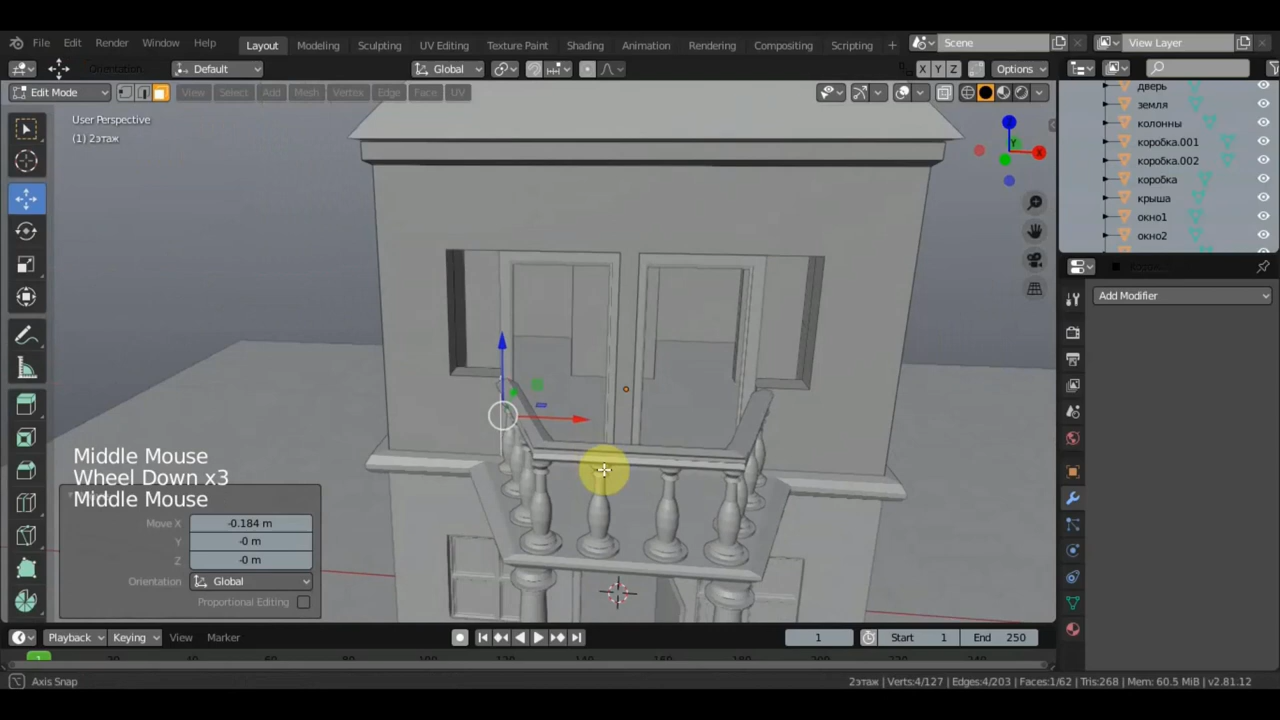 File Edit Render Window Help Layout Modeling Sculpting UV Editing Texture Paint Shading Animation Rendering Compositing Scripting + Scene View Layer
Orientation Default Global X Y Z Options
Edit Mode View Select Add Mesh Vertex Edge Face UV
User Perspective
(1) 2этаж
дверь
земля
колонны
коробка.001
коробка.002
коробка
крыша
окно1
окно2
Add Modifier
Z
Y
X
Middle Mouse
Wheel Down x3
Middle Mouse
Move X -0.184 m
Y -0 m
Z -0 m
Orientation Global
Proportional Editing
Playback Keying View Marker 1 Start 1 End 250
1
Axis Snap 2этаж | Verts:4/127 | Edges:4/203 | Faces:1/62 | Tris:268 | Mem: 60.5 MiB | v2.81.12